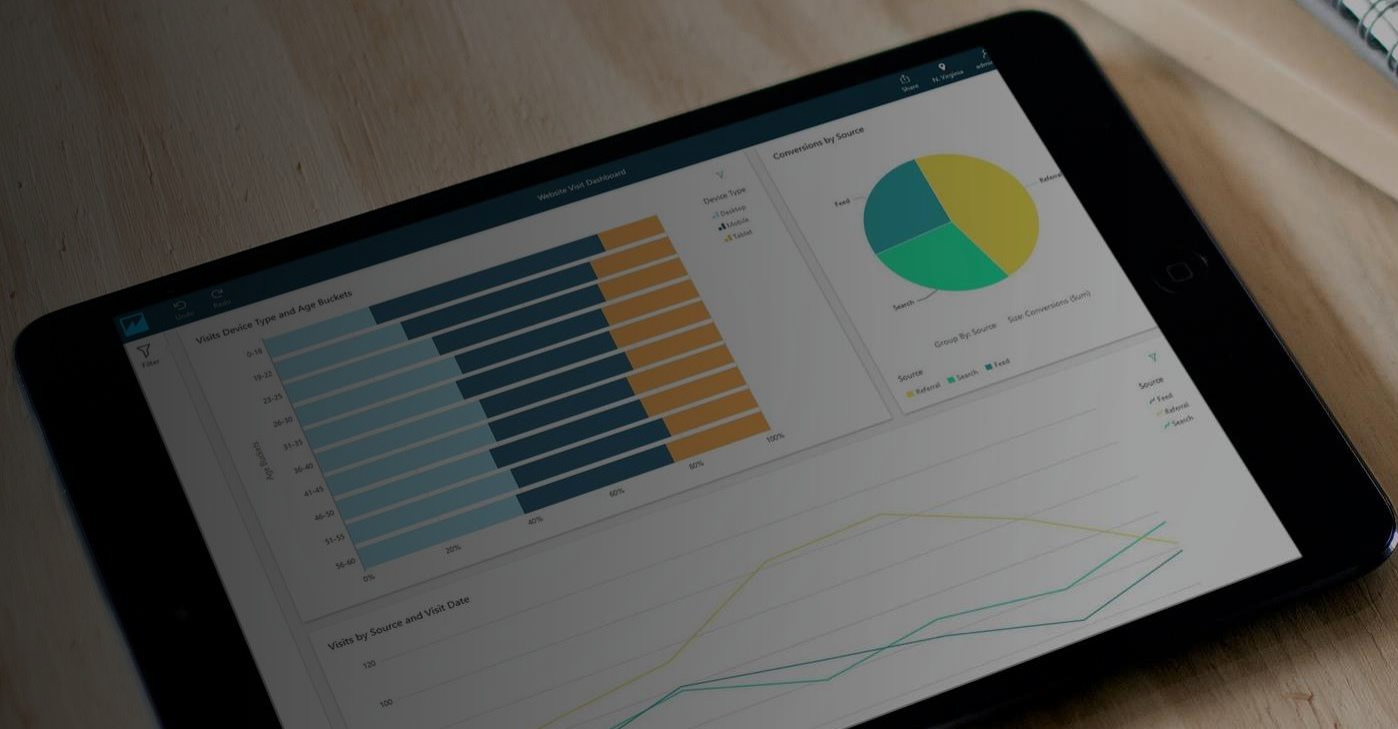 Share
N. Virginia
Website Visit Dashboard
Undo
Redo
Filter
Visits Device Type and Age Buckets
Age Buckets
0-18
19-22
23-25
26-30
31-35
36-40
41-45
46-50
51-55
56-60
0%
20%
40%
60%
80%
100%
Device Type
Desktop
Mobile
Tablet
Conversions by Source
Feed
Referral
Search
Group By: Source Size: Conversions (Sum)
Source
Referral Search Feed
Visits by Source and Visit Date
120
100
Source
Feed
Referral
Search